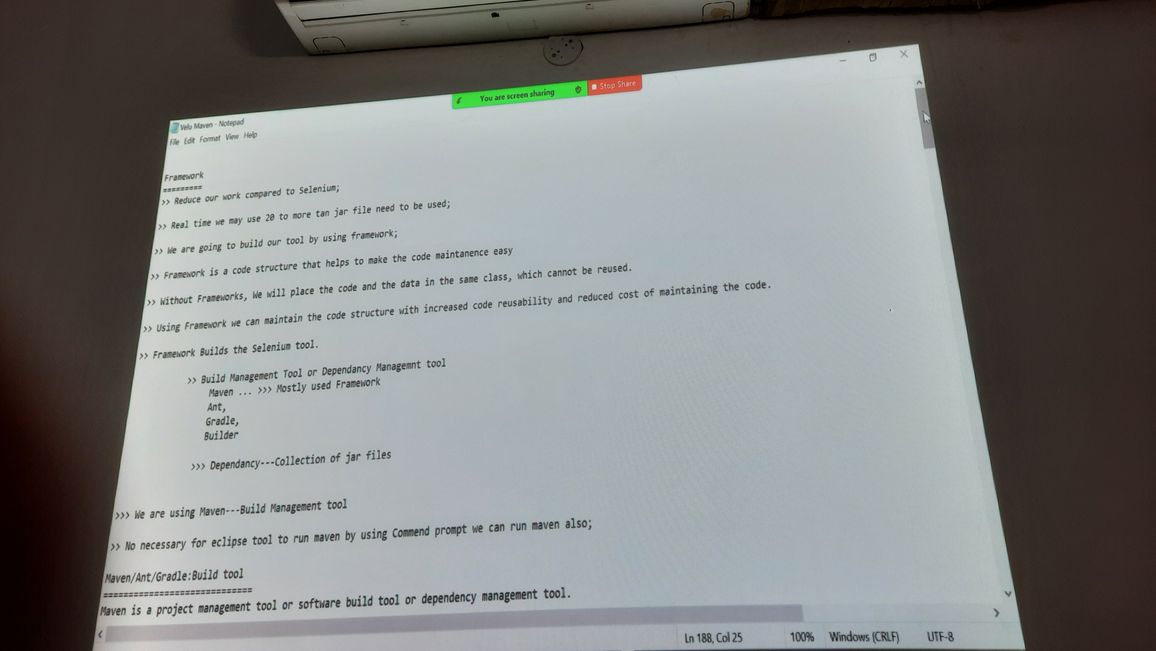 You are screen sharing Stop Share
Velu Maven - Notepad
File Edit Format View Help
Framework
=========
>> Reduce our work compared to Selenium;
>> Real time we may use 20 to more tan jar file need to be used;
>> We are going to build our tool by using framework;
>> Framework is a code structure that helps to make the code maintanence easy
>> Without Frameworks, We will place the code and the data in the same class, which cannot be reused.
>> Using Framework we can maintain the code structure with increased code reusability and reduced cost of maintaining the code.
>> Framework Builds the Selenium tool.
>> Build Management Tool or Dependancy Managemnt tool
Maven ... >>> Mostly used Framework
Ant,
Gradle,
Builder
>>> Dependancy---Collection of jar files
>>> We are using Maven---Build Management tool
>> No necessary for eclipse tool to run maven by using Commend prompt we can run maven also;
Maven/Ant/Gradle:Build tool
=============================
Maven is a project management tool or software build tool or dependency management tool.
Ln 188, Col 25 100% Windows (CRLF) UTF-8